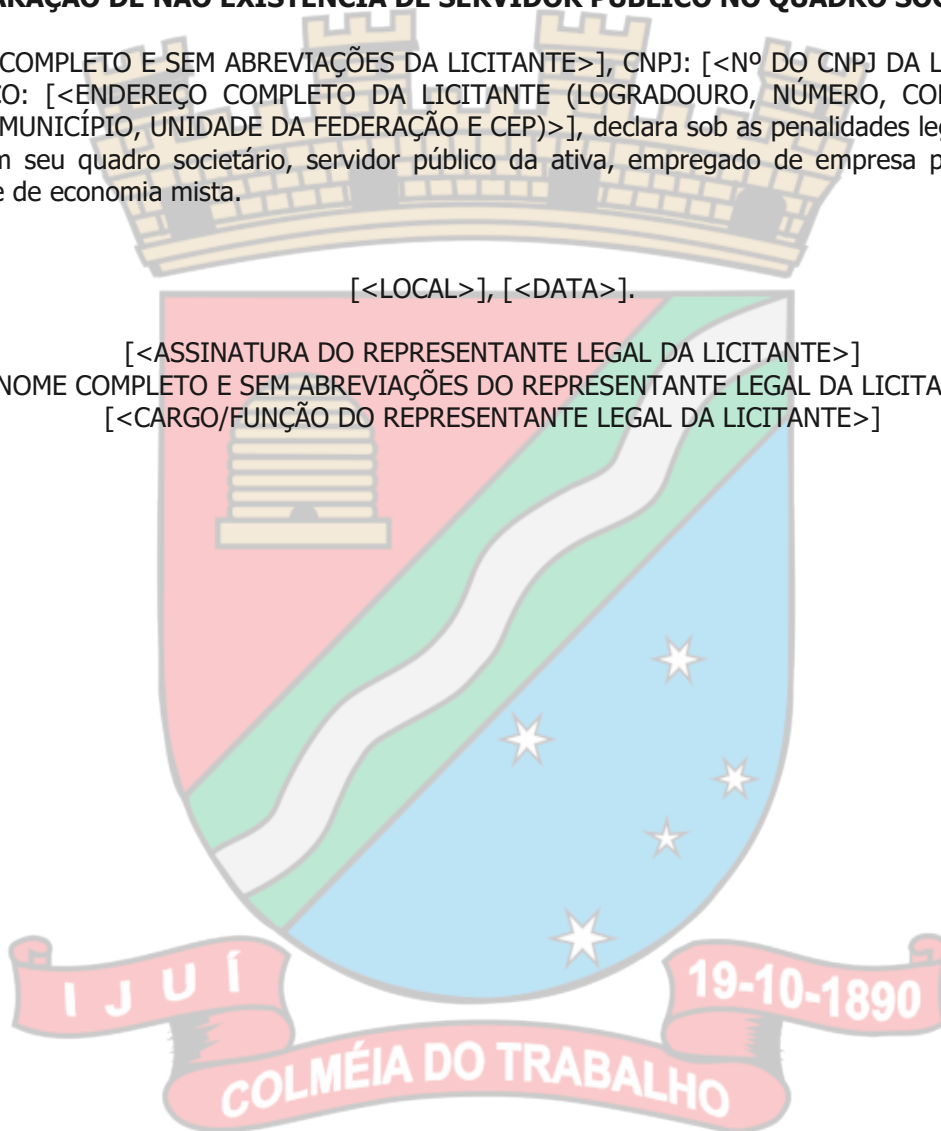 ARAÇÃO DE NÃO EXISTÊNCIA DE SERVIDOR PÚBLICO NO QUADRO SOC
COMPLETO E SEM ABREVIAÇÕES DA LICITANTE>], CNPJ: [<Nº DO CNPJ DA L
ÇO: [<ENDEREÇO COMPLETO DA LICITANTE (LOGRADOURO, NÚMERO, CO
MUNICÍPIO, UNIDADE DA FEDERAÇÃO E CEP)>], declara sob as penalidades leg
m seu quadro societário, servidor público da ativa, empregado de empresa p
e de economia mista.
[<LOCAL>], [<DATA>].
[<ASSINATURA DO REPRESENTANTE LEGAL DA LICITANTE>]
NOME COMPLETO E SEM ABREVIAÇÕES DO REPRESENTANTE LEGAL DA LICITA
[<CARGO/FUNÇÃO DO REPRESENTANTE LEGAL DA LICITANTE>]
IJUÍ
19-10-1890
COLMÉIA DO TRABALHO